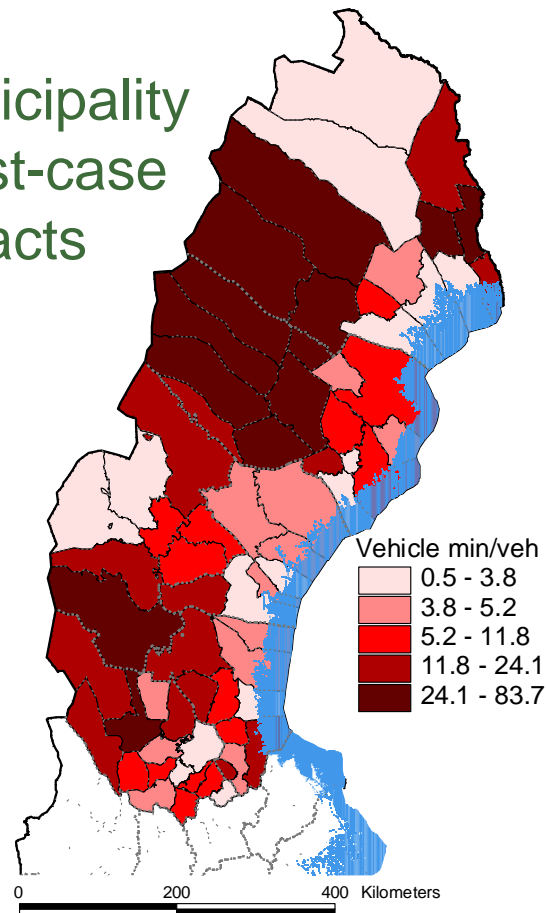 icipality
st-case
acts
Vehicle min/veh
0.5 - 3.8
3.8 - 5.2
5.2 - 11.8
11.8 - 24.1
24.1 - 83.7
0 200 400 Kilometers